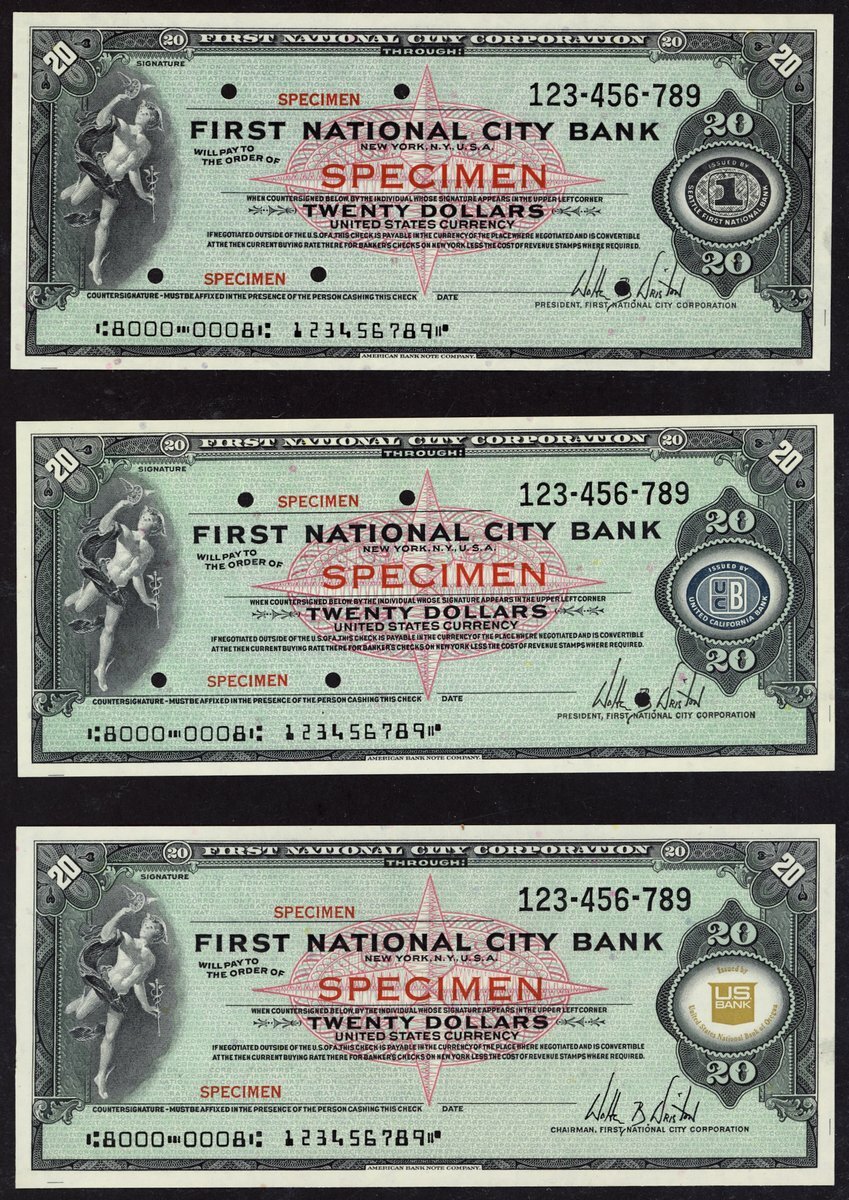 20 20 FIRST NATIONAL CITY CORPORATION 20 20
THROUGH:
SIGNATURE
SPECIMEN 123-456-789
FIRST NATIONAL CITY BANK 20
NEW YORK, N.Y., U.S.A.
WILL PAY TO
THE ORDER OF
SPECIMEN
ISSUED BY
1
SEATTLE FIRST NATIONAL BANK
WHEN COUNTERSIGNED BELOW, BY THE INDIVIDUAL WHOSE SIGNATURE APPEARS IN THE UPPER LEFT CORNER
TWENTY DOLLARS
UNITED STATES CURRENCY
IF NEGOTIATED OUTSIDE OF THE U.S. OF A. THIS CHECK IS PAYABLE IN THE CURRENCY OF THE PLACE WHERE NEGOTIATED AND IS CONVERTIBLE
AT THE THEN CURRENT BUYING RATE THERE FOR BANKER'S CHECKS ON NEW YORK LESS THE COST OF REVENUE STAMPS WHERE REQUIRED.
20
SPECIMEN
Walter B Wriston
COUNTERSIGNATURE - MUST BE AFFIXED IN THE PRESENCE OF THE PERSON CASHING THIS CHECK DATE
PRESIDENT, FIRST NATIONAL CITY CORPORATION
⑆8000⑉0008⑆ 123456789⑈
AMERICAN BANK NOTE COMPANY.
20 20 FIRST NATIONAL CITY CORPORATION 20 20
THROUGH:
SIGNATURE
SPECIMEN 123-456-789
FIRST NATIONAL CITY BANK 20
NEW YORK, N.Y., U.S.A.
WILL PAY TO
THE ORDER OF
SPECIMEN
ISSUED BY
UCB
UNITED CALIFORNIA BANK
WHEN COUNTERSIGNED BELOW, BY THE INDIVIDUAL WHOSE SIGNATURE APPEARS IN THE UPPER LEFT CORNER
TWENTY DOLLARS
UNITED STATES CURRENCY
IF NEGOTIATED OUTSIDE OF THE U.S. OF A. THIS CHECK IS PAYABLE IN THE CURRENCY OF THE PLACE WHERE NEGOTIATED AND IS CONVERTIBLE
AT THE THEN CURRENT BUYING RATE THERE FOR BANKER'S CHECKS ON NEW YORK LESS THE COST OF REVENUE STAMPS WHERE REQUIRED.
20
SPECIMEN
Walter B Wriston
COUNTERSIGNATURE - MUST BE AFFIXED IN THE PRESENCE OF THE PERSON CASHING THIS CHECK DATE
PRESIDENT, FIRST NATIONAL CITY CORPORATION
⑆8000⑉0008⑆ 123456789⑈
AMERICAN BANK NOTE COMPANY.
20 20 FIRST NATIONAL CITY CORPORATION 20 20
THROUGH:
SIGNATURE
SPECIMEN 123-456-789
FIRST NATIONAL CITY BANK 20
NEW YORK, N.Y., U.S.A.
WILL PAY TO
THE ORDER OF
SPECIMEN
Issued by
U.S.
BANK
United States National Bank of Oregon
WHEN COUNTERSIGNED BELOW, BY THE INDIVIDUAL WHOSE SIGNATURE APPEARS IN THE UPPER LEFT CORNER
TWENTY DOLLARS
UNITED STATES CURRENCY
IF NEGOTIATED OUTSIDE OF THE U.S. OF A. THIS CHECK IS PAYABLE IN THE CURRENCY OF THE PLACE WHERE NEGOTIATED AND IS CONVERTIBLE
AT THE THEN CURRENT BUYING RATE THERE FOR BANKER'S CHECKS ON NEW YORK LESS THE COST OF REVENUE STAMPS WHERE REQUIRED.
20
SPECIMEN
Walter B Wriston
COUNTERSIGNATURE - MUST BE AFFIXED IN THE PRESENCE OF THE PERSON CASHING THIS CHECK DATE
CHAIRMAN, FIRST NATIONAL CITY CORPORATION
⑆8000⑉0008⑆ 123456789⑈
AMERICAN BANK NOTE COMPANY.